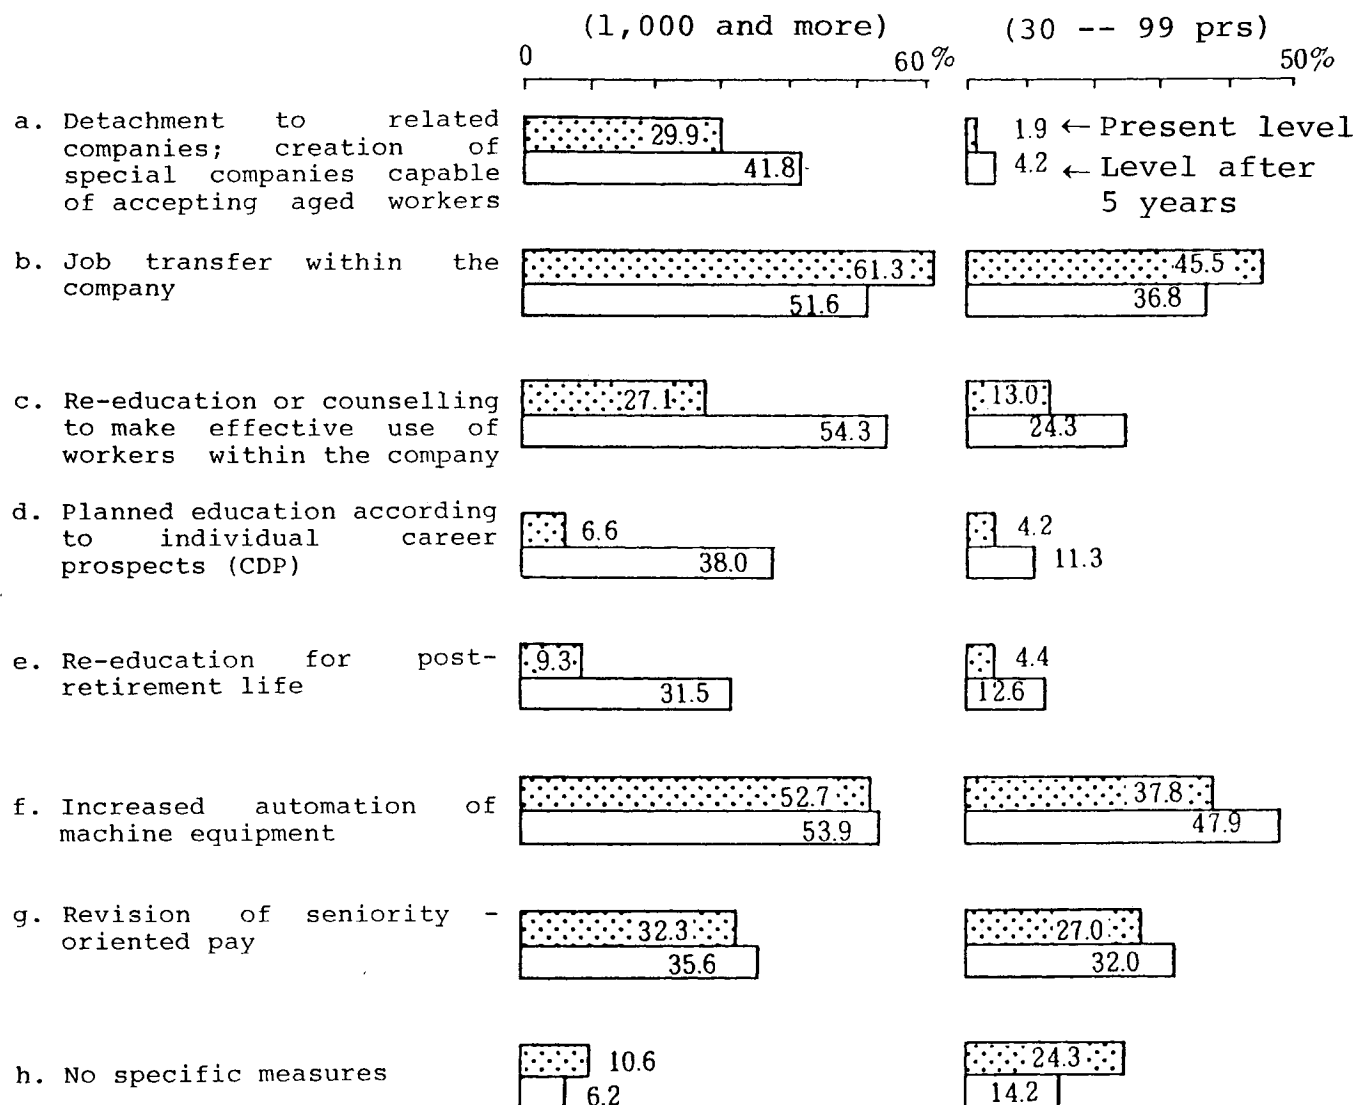 (1,000 and more) (30 -- 99 prs)
0 60% 50%
a. Detachment to related
companies; creation of
special companies capable
of accepting aged workers
29.9
41.8
1.9 ← Present level
4.2 ← Level after
5 years
b. Job transfer within the
company
61.3
51.6
45.5
36.8
c. Re-education or counselling
to make effective use of
workers within the company
27.1
54.3
13.0
24.3
d. Planned education according
to individual career
prospects (CDP)
6.6
38.0
4.2
11.3
e. Re-education for post-
retirement life
9.3
31.5
4.4
12.6
f. Increased automation of
machine equipment
52.7
53.9
37.8
47.9
g. Revision of seniority -
oriented pay
32.3
35.6
27.0
32.0
h. No specific measures
10.6
6.2
24.3
14.2